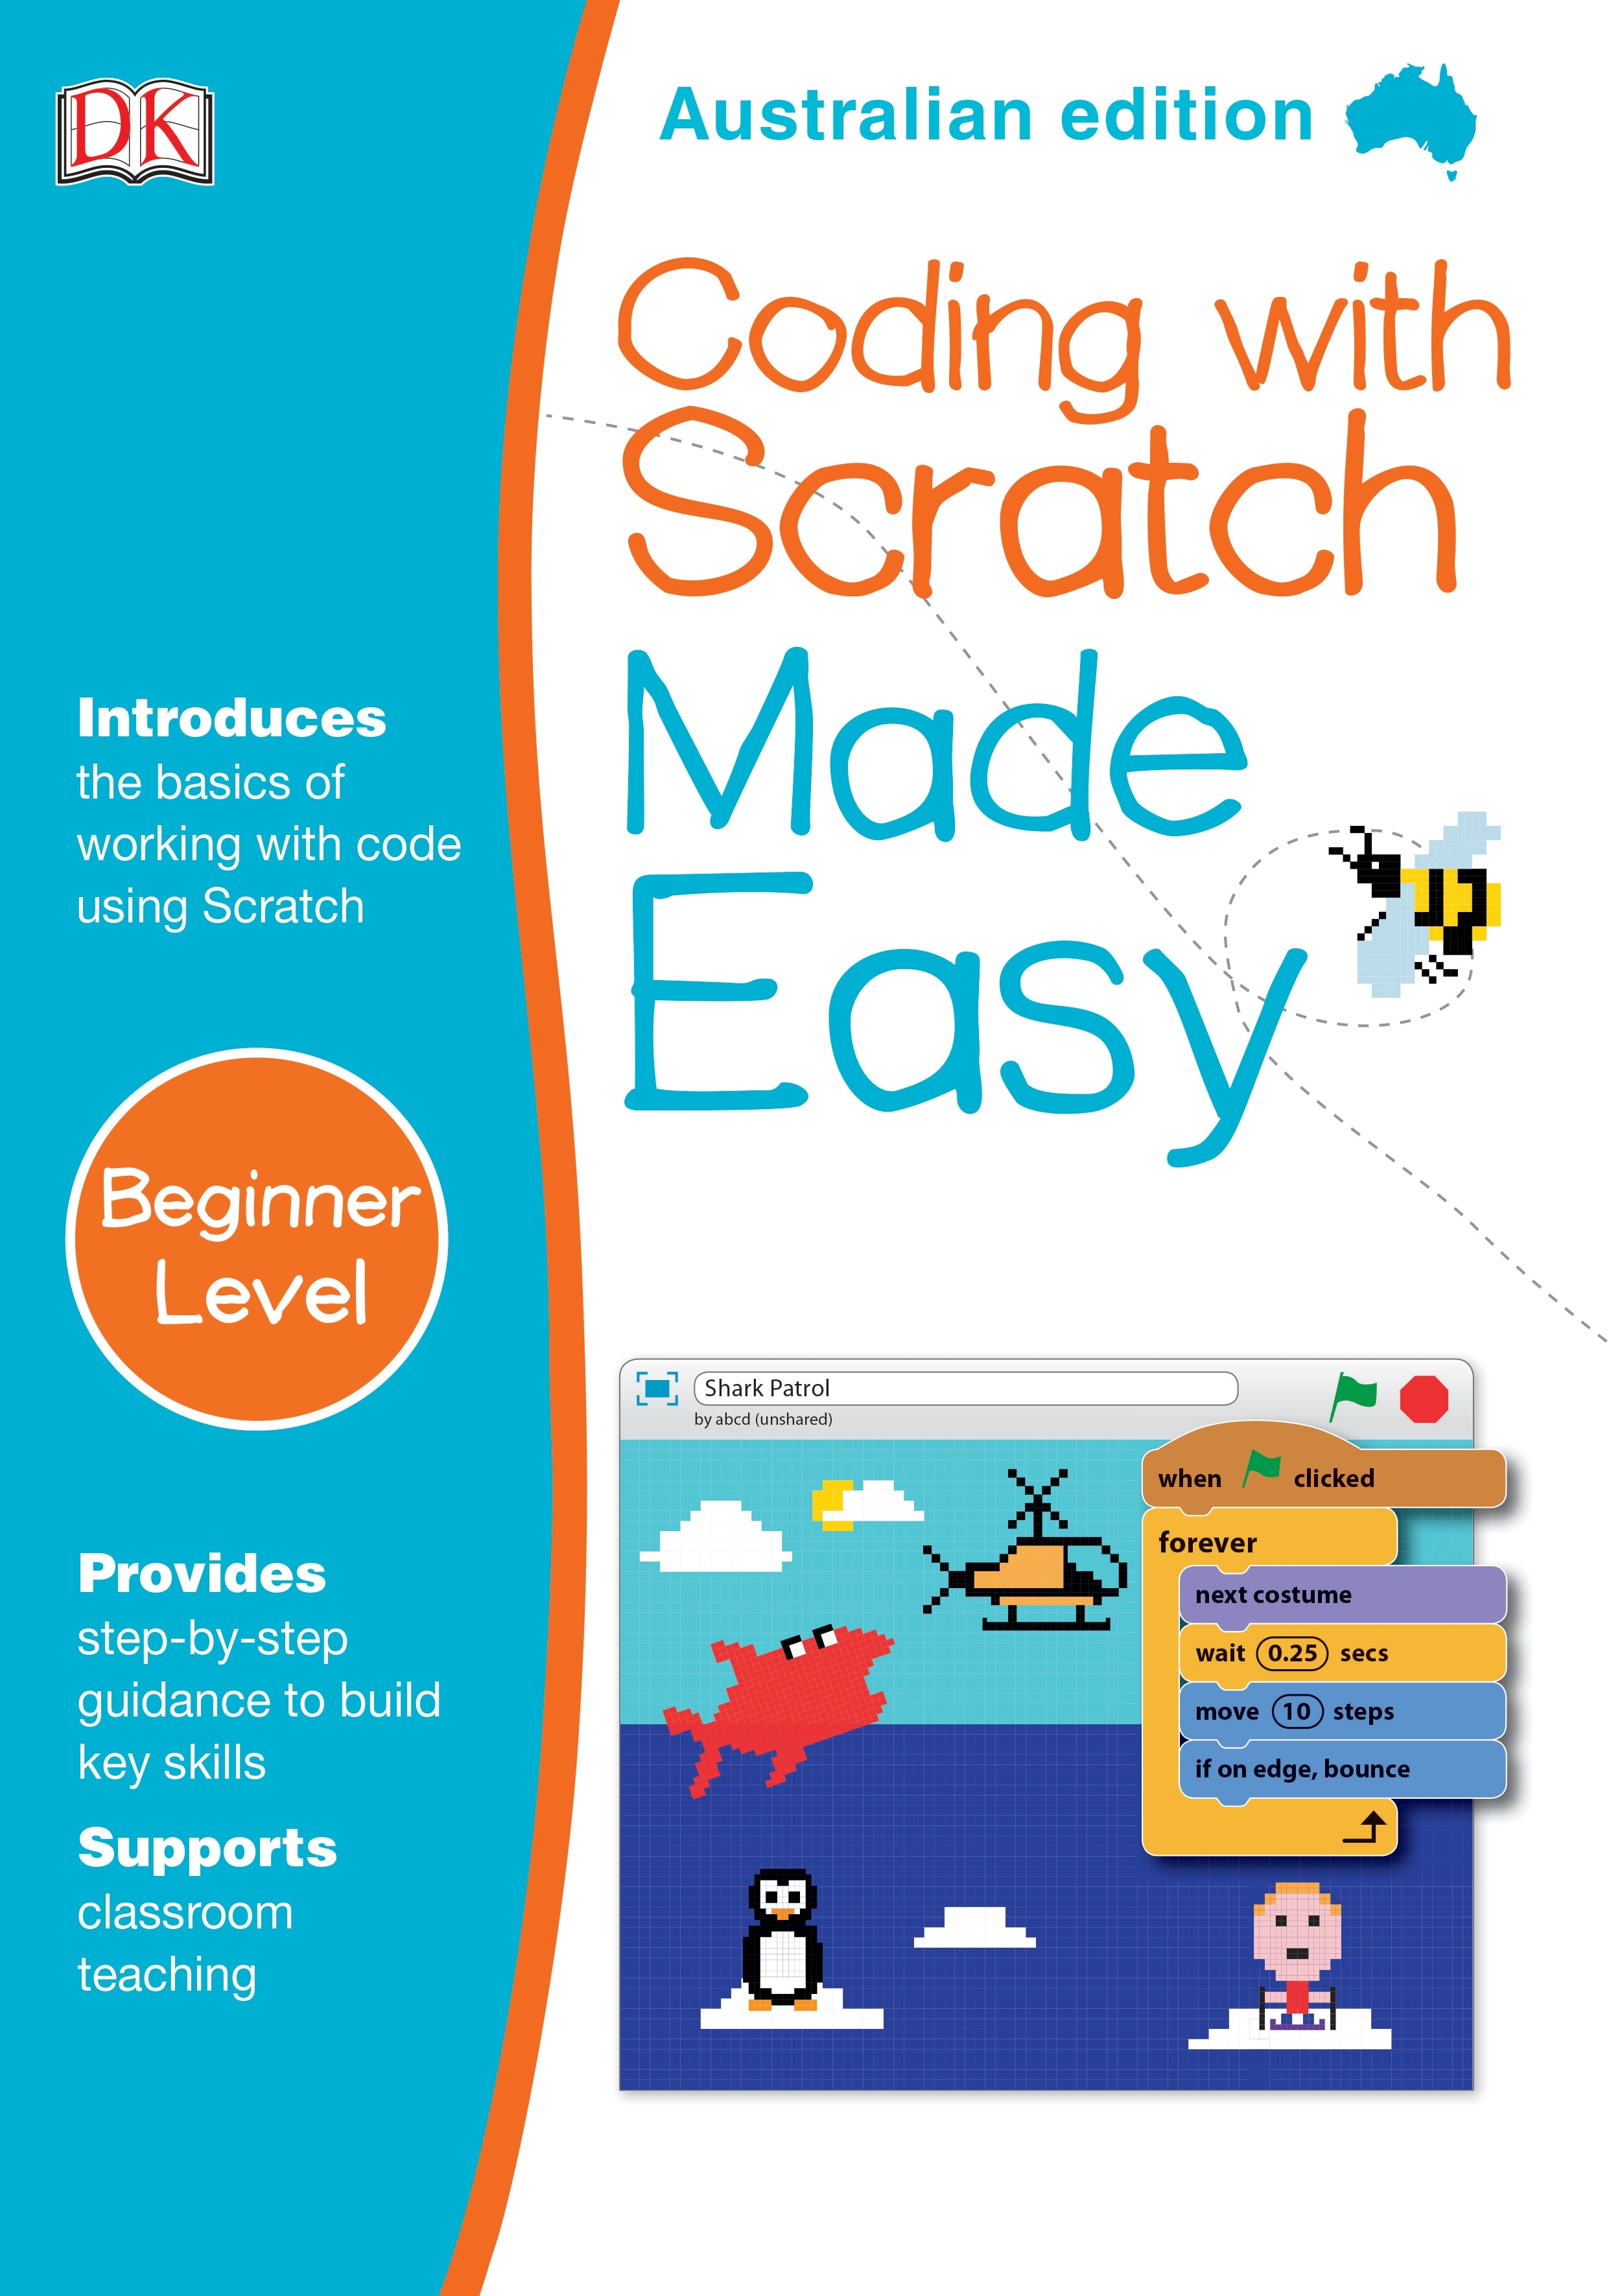 DK
Australian edition
Coding with
Scratch
Made
Easy
Introduces
the basics of
working with code
using Scratch
Beginner
Level
Provides
step-by-step
guidance to build
key skills
Supports
classroom
teaching
Shark Patrol
by abcd (unshared)
when clicked
forever
next costume
wait 0.25 secs
move 10 steps
if on edge, bounce